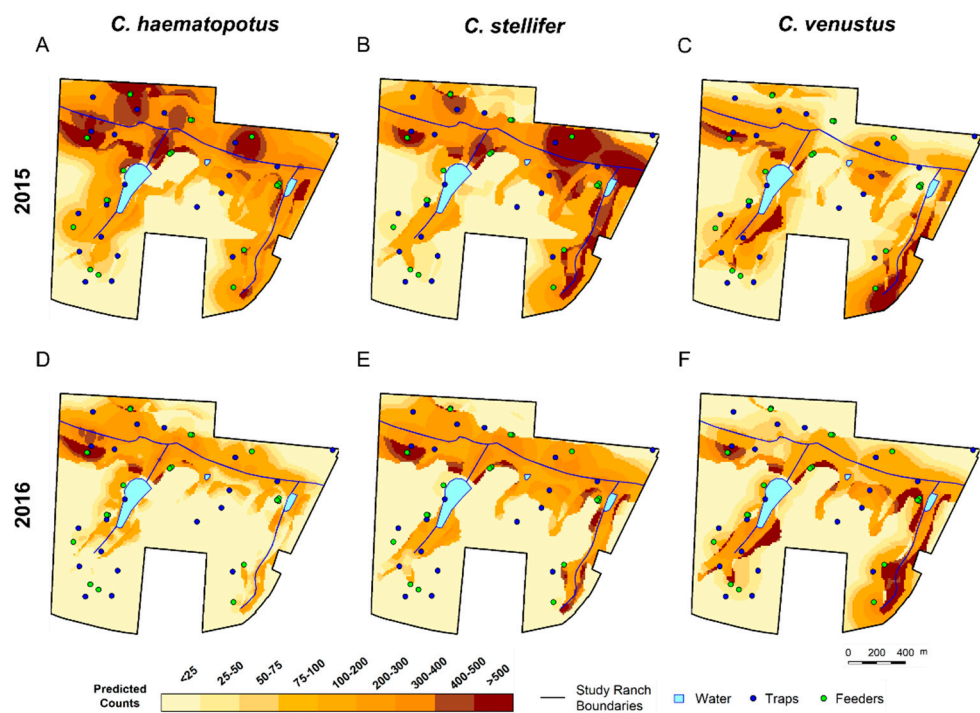 C. haematopotus
C. stellifer
C. venustus
A
B
C
2015
D
E
F
2016
0 200 400 m
<25
25-50
50-75
75-100
100-200
200-300
300-400
400-500
>500
Predicted
Counts
Study Ranch
Boundaries
Water
Traps
Feeders